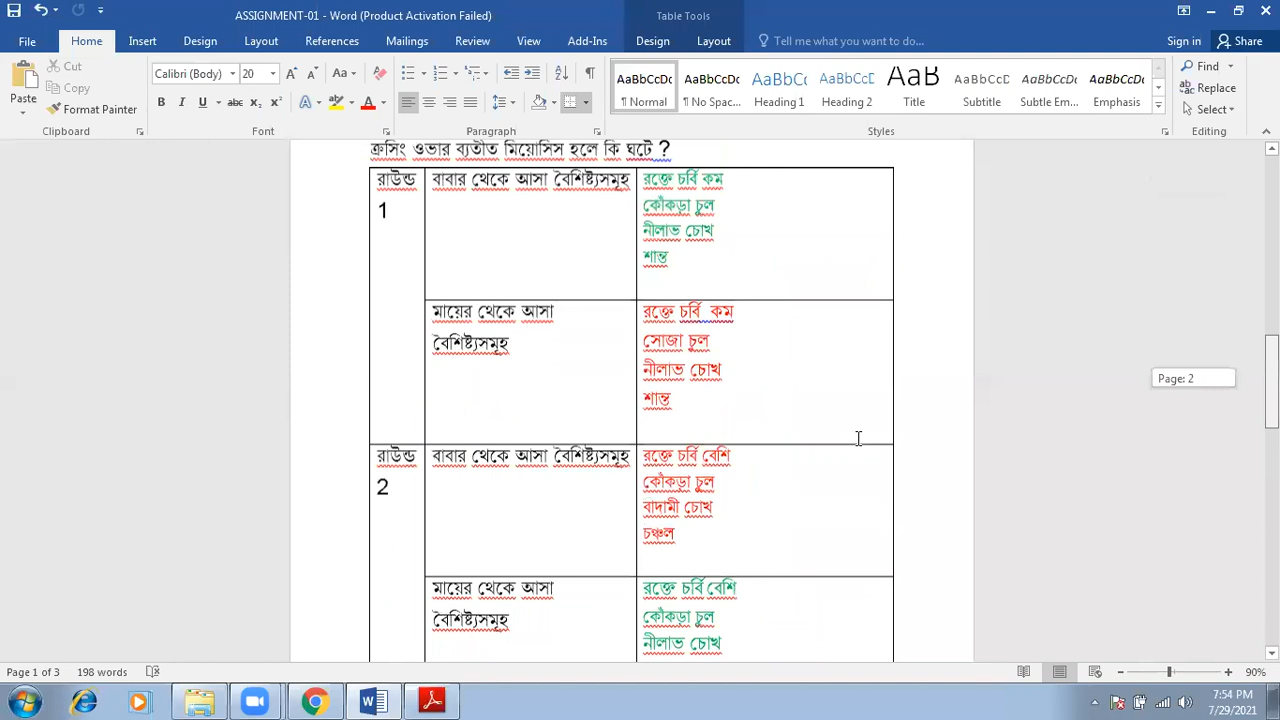 ASSIGNMENT-01 - Word (Product Activation Failed)
Table Tools
File Home Insert Design Layout References Mailings Review View Add-Ins Design Layout Tell me what you want to do... Sign in Share
Cut
Copy
Paste
Format Painter
Calibri (Body) 20
AaBbCcDc AaBbCcDc AaBbCc AaBbCcD AaB AaBbCcD AaBbCcDc AaBbCcDc
¶ Normal ¶ No Spac... Heading 1 Heading 2 Title Subtitle Subtle Em... Emphasis
Find
Replace
Select
Clipboard Font Paragraph Styles Editing
ক্রসিং ওভার ব্যতীত মিয়োসিস হলে কি ঘটে ?
রাউন্ড
1
বাবার থেকে আসা বৈশিষ্ট্যসমূহ
রক্তে চর্বি কম
কোঁকড়া চুল
নীলাভ চোখ
শান্ত
মায়ের থেকে আসা
বৈশিষ্ট্যসমূহ
রক্তে চর্বি কম
সোজা চুল
নীলাভ চোখ
শান্ত
রাউন্ড
2
বাবার থেকে আসা বৈশিষ্ট্যসমূহ
রক্তে চর্বি বেশি
কোঁকড়া চুল
বাদামী চোখ
চঞ্চল
মায়ের থেকে আসা
বৈশিষ্ট্যসমূহ
রক্তে চর্বি বেশি
কোঁকড়া চুল
নীলাভ চোখ
Page: 2
Page 1 of 3 198 words
90%
7:54 PM
7/29/2021